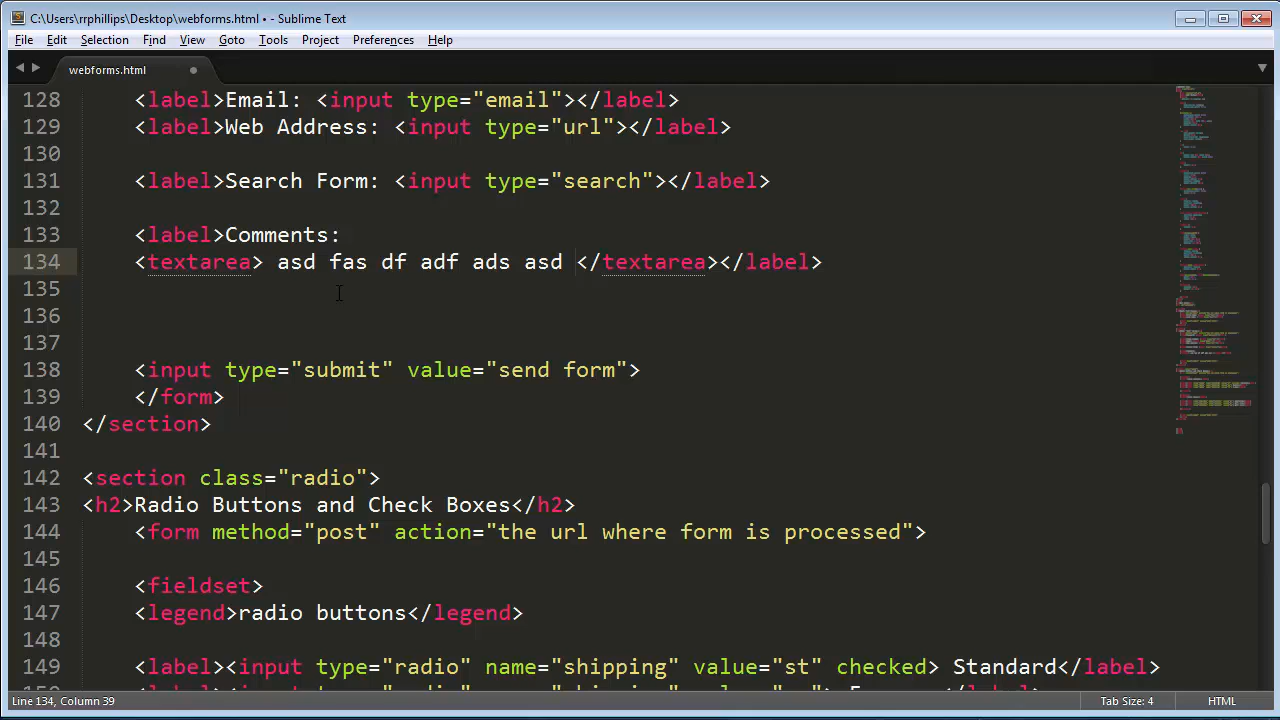 C:\Users\rrphillips\Desktop\webforms.html • - Sublime Text
File Edit Selection Find View Goto Tools Project Preferences Help
webforms.html
128 <label>Email: <input type="email"></label>
129 <label>Web Address: <input type="url"></label>
130
131 <label>Search Form: <input type="search"></label>
132
133 <label>Comments:
134 <textarea> asd fas df adf ads asd </textarea></label>
135
136
137
138 <input type="submit" value="send form">
139 </form>
140 </section>
141
142 <section class="radio">
143 <h2>Radio Buttons and Check Boxes</h2>
144 <form method="post" action="the url where form is processed">
145
146 <fieldset>
147 <legend>radio buttons</legend>
148
149 <label><input type="radio" name="shipping" value="st" checked> Standard</label>
Line 134, Column 39 Tab Size: 4 HTML